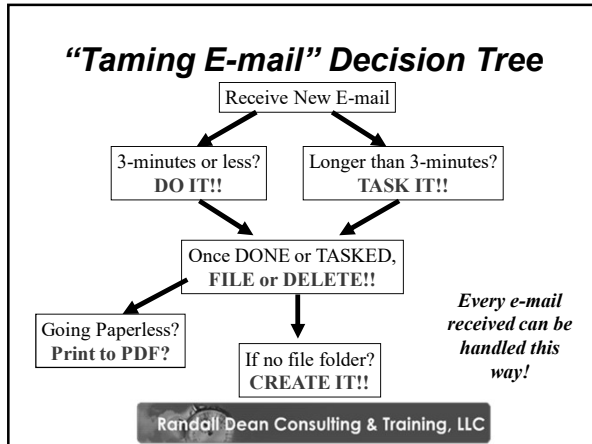 “Taming E-mail” Decision Tree
Receive New E-mail
3-minutes or less?
DO IT!!
Longer than 3-minutes?
TASK IT!!
Once DONE or TASKED,
FILE or DELETE!!
Going Paperless?
Print to PDF?
If no file folder?
CREATE IT!!
Every e-mail
received can be
handled this
way!
Randall Dean Consulting & Training, LLC